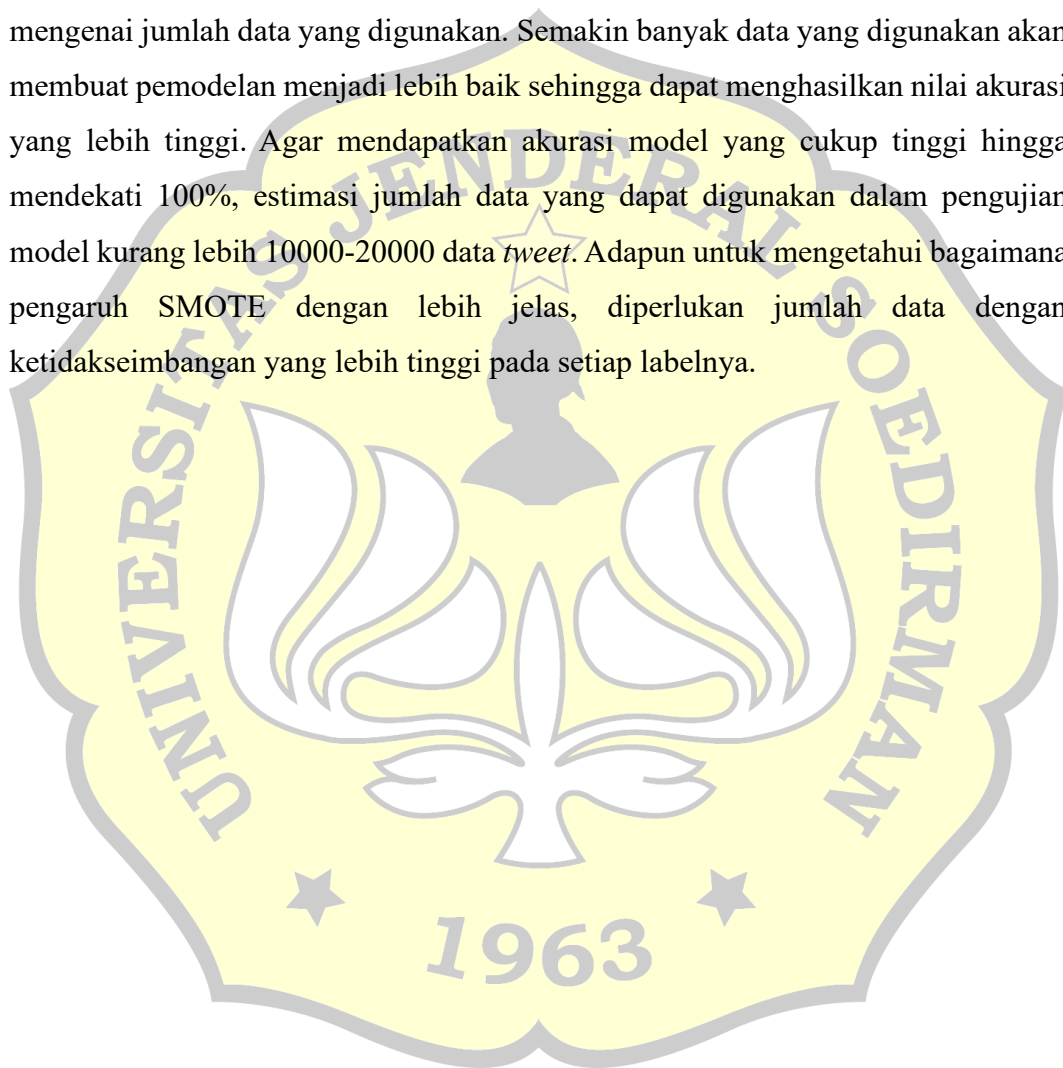 mengenai jumlah data yang digunakan. Semakin banyak data yang digunakan akan
membuat pemodelan menjadi lebih baik sehingga dapat menghasilkan nilai akurasi
yang lebih tinggi. Agar mendapatkan akurasi model yang cukup tinggi hingga
mendekati 100%, estimasi jumlah data yang dapat digunakan dalam pengujian
model kurang lebih 10000-20000 data tweet. Adapun untuk mengetahui bagaimana
pengaruh SMOTE dengan lebih jelas, diperlukan jumlah data dengan
ketidakseimbangan yang lebih tinggi pada setiap labelnya.
UNIVERSITAS JENDERAL SOEDIRMAN
1963